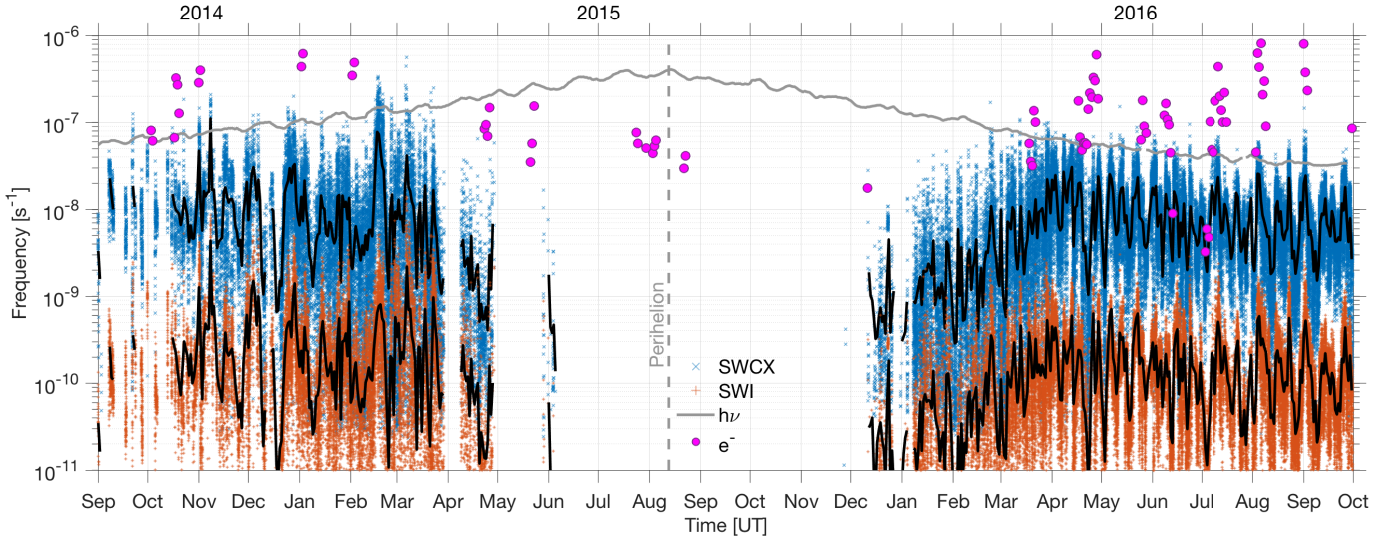 2014 2015 2016
10⁻⁶
10⁻⁷
10⁻⁸
10⁻⁹
10⁻¹⁰
10⁻¹¹
Frequency [s⁻¹]
Perihelion
SWCX
SWI
hν
e⁻
Sep Oct Nov Dec Jan Feb Mar Apr May Jun Jul Aug Sep Oct Nov Dec Jan Feb Mar Apr May Jun Jul Aug Sep Oct
Time [UT]